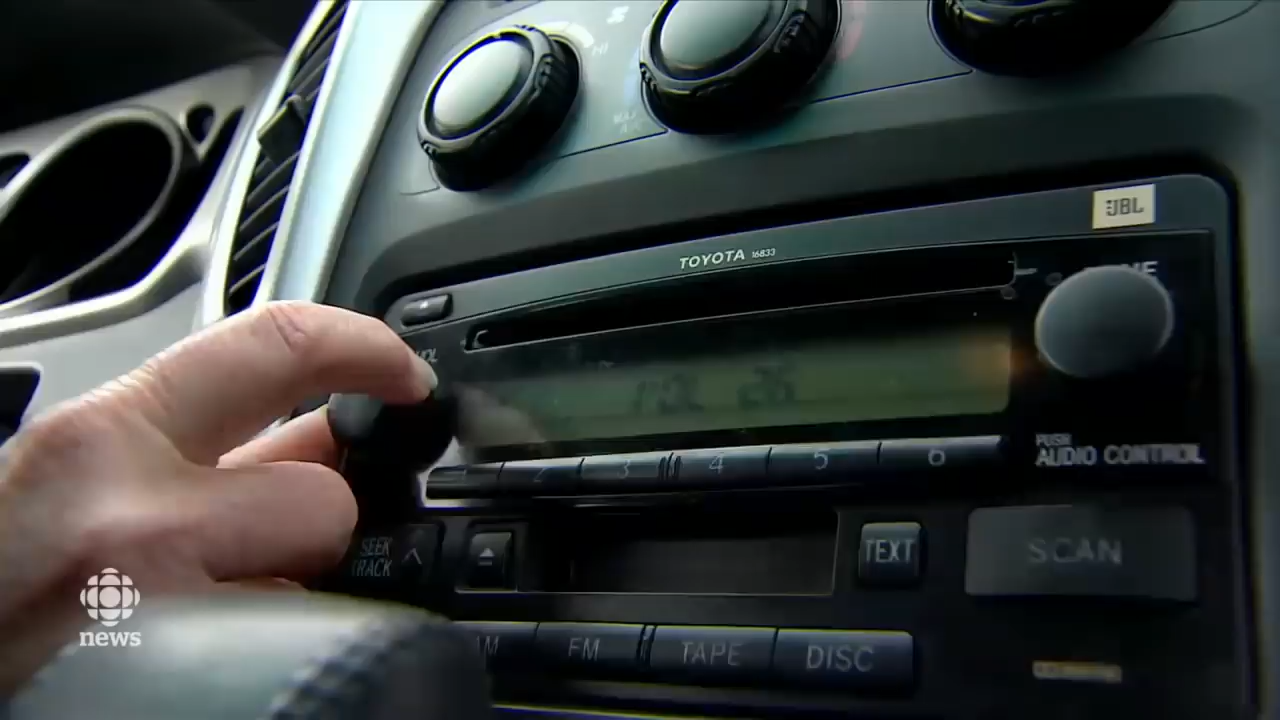 HI
JBL
TOYOTA 16833
VOL
PUSH
AUDIO CONTROL
2
3
4
5
6
SEEK
TRACK
TEXT
SCAN
AM
FM
TAPE
DISC
news